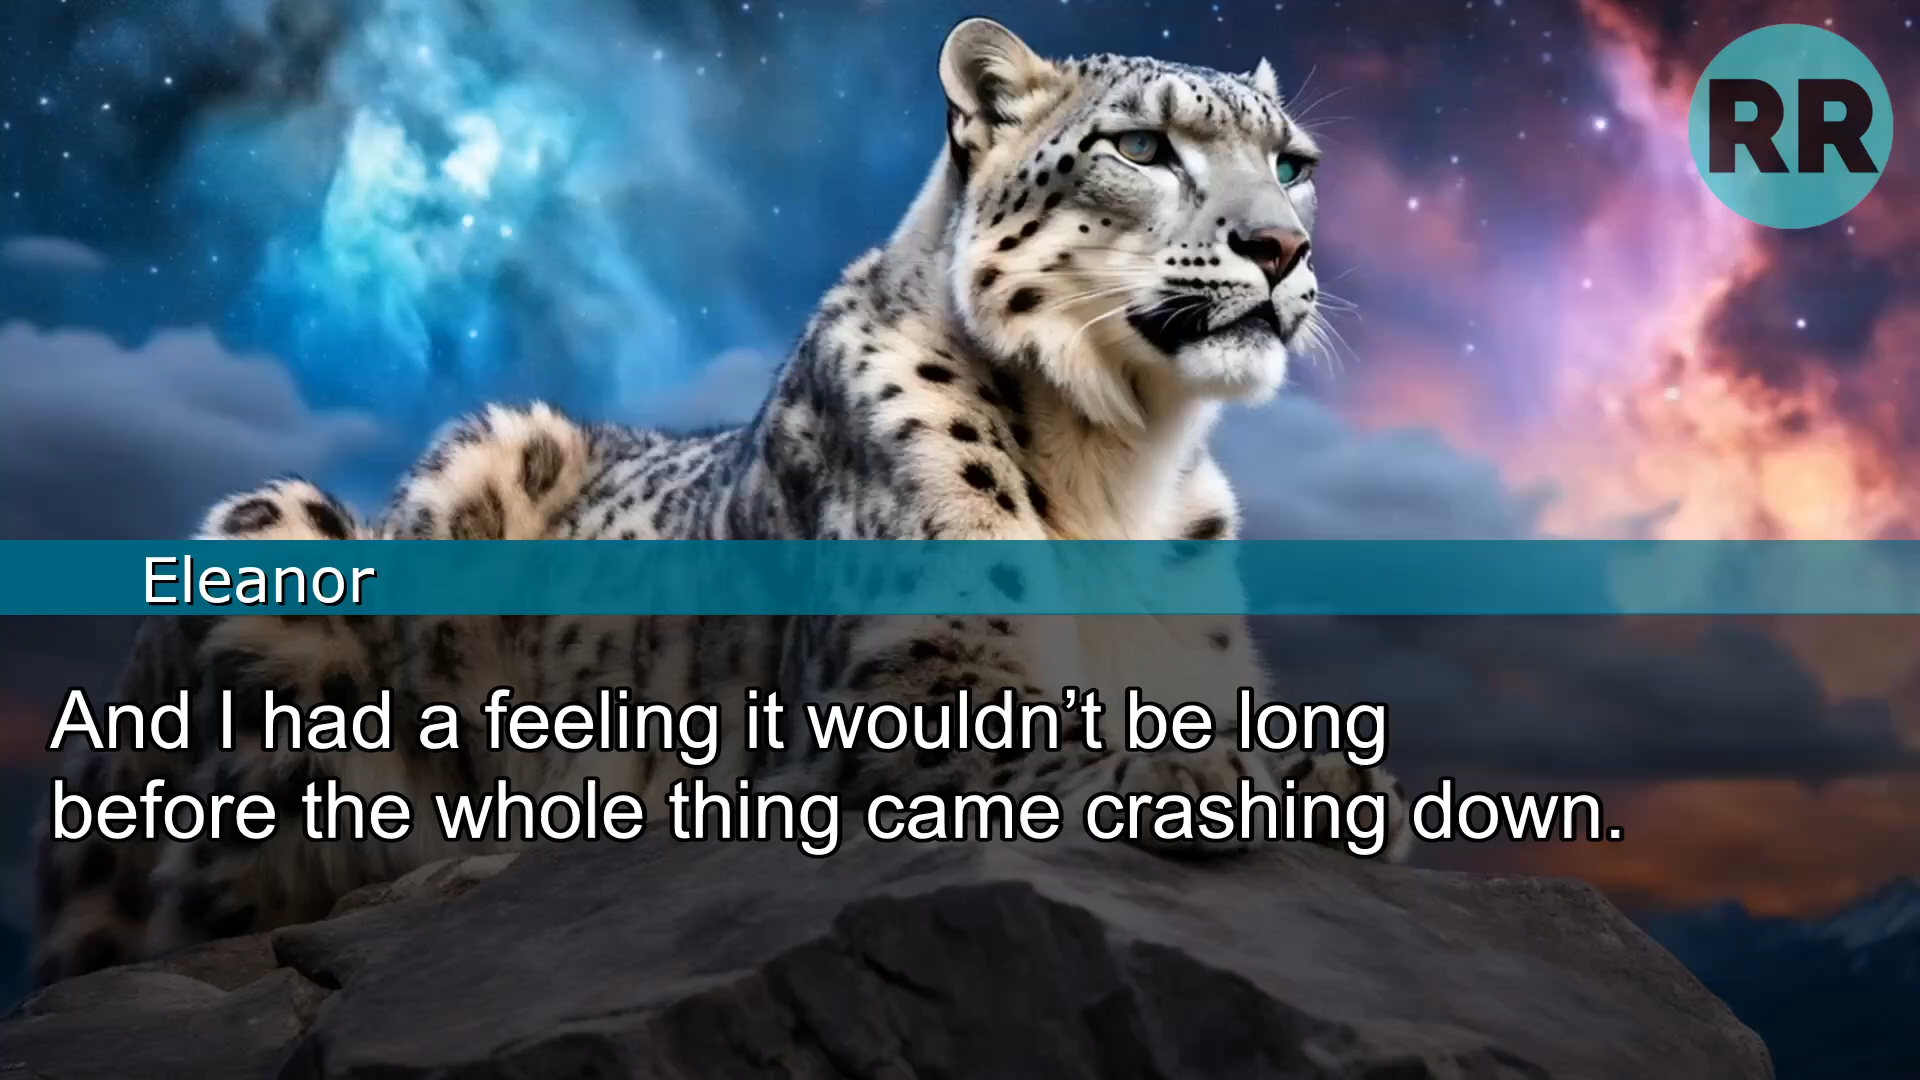 RR
Eleanor
And I had a feeling it wouldn’t be long
before the whole thing came crashing down.